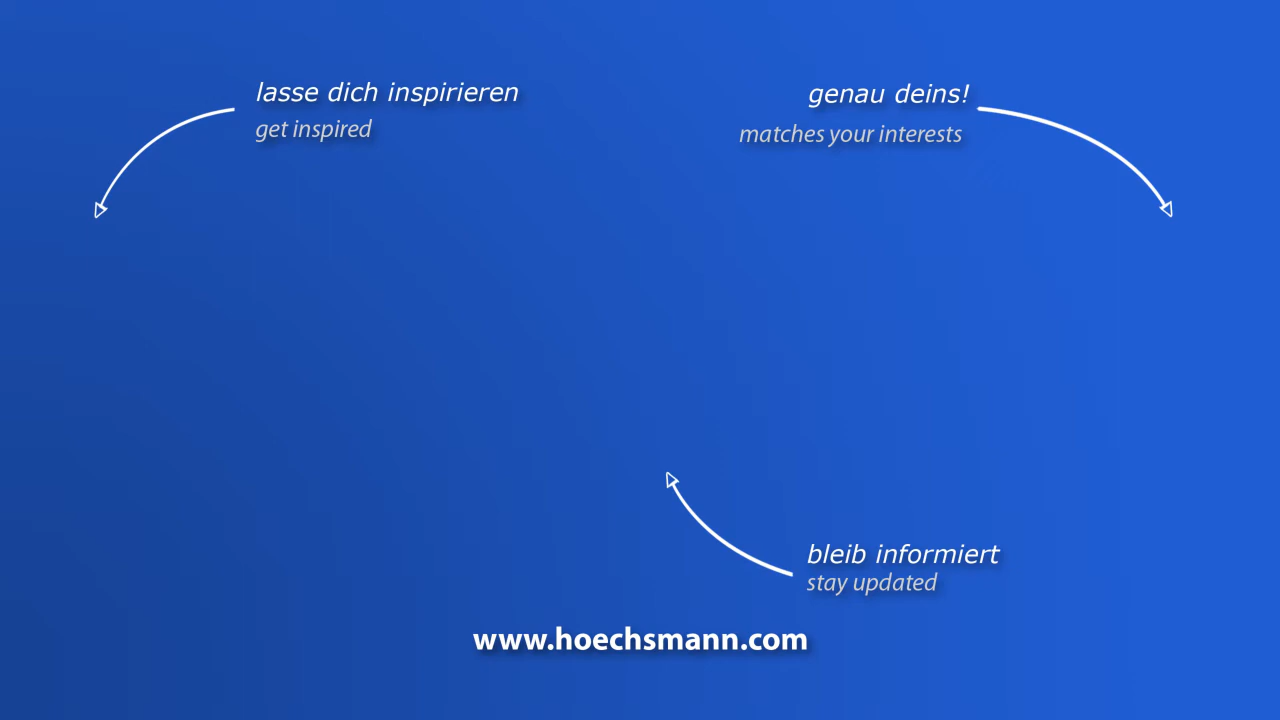 lasse dich inspirieren
get inspired
genau deins!
matches your interests
bleib informiert
stay updated
www.hoechsmann.com